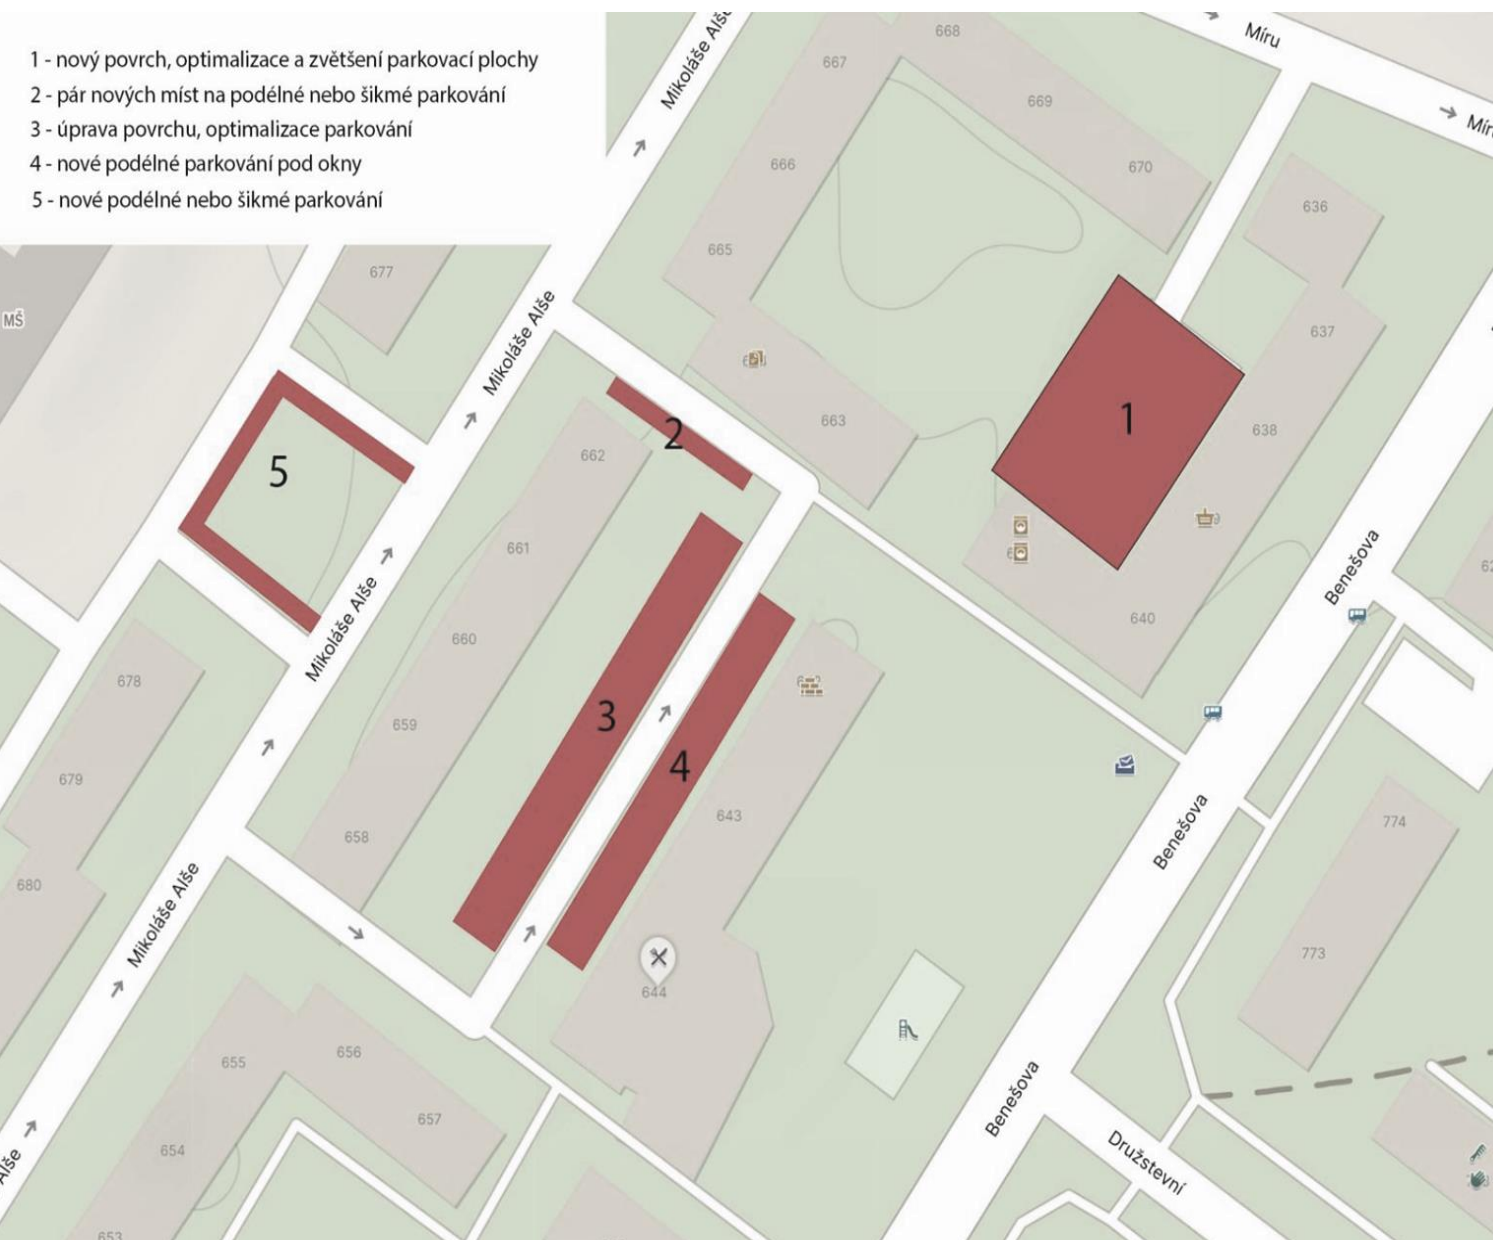 1 - nový povrch, optimalizace a zvětšení parkovací plochy
2 - pár nových míst na podélné nebo šikmé parkování
3 - úprava povrchu, optimalizace parkování
4 - nové podélné parkování pod okny
5 - nové podélné nebo šikmé parkování
Mikoláše Alše
668
Míru
667
669
Míru
666
670
636
665
677
MŠ
637
Mikoláše Alše
1
663
638
2
662
5
661
Benešova
Mikoláše Alše
640
660
678
3
659
4
679
643
774
658
Benešova
680
Mikoláše Alše
773
644
656
655
Benešova
657
654
Družstevní
Alše
653